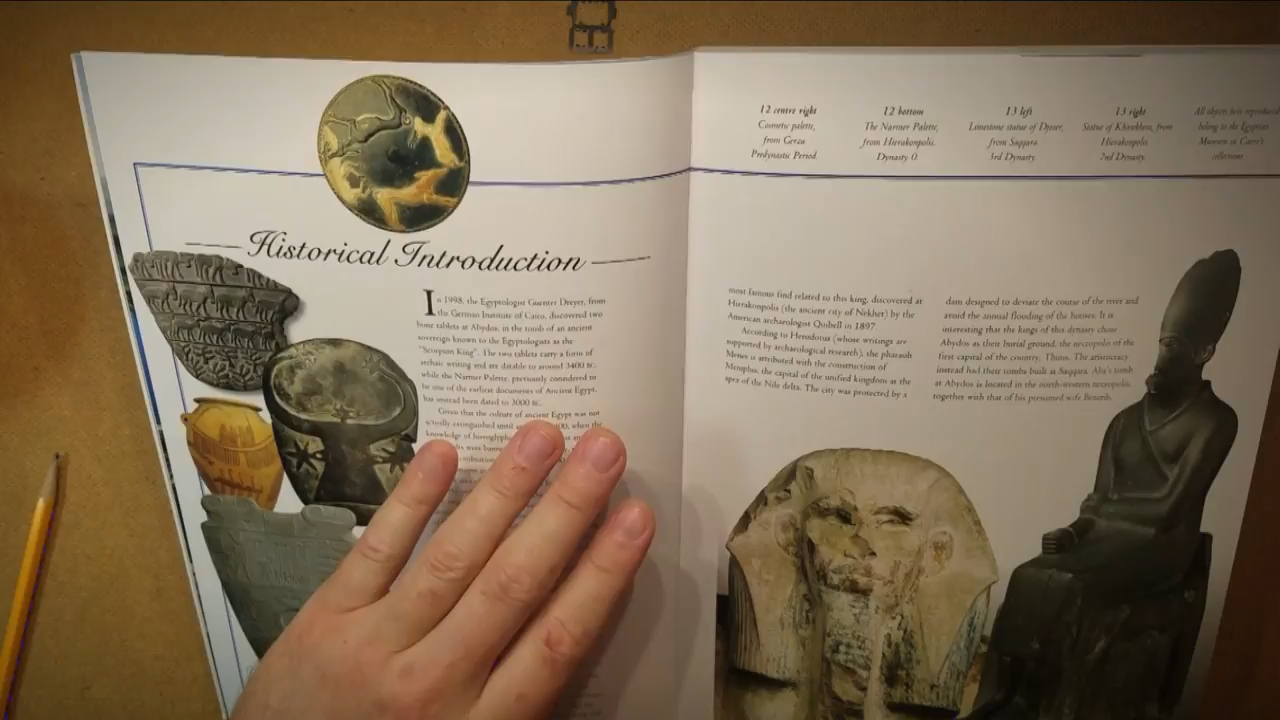 12 centre right
Cosmetic palette,
from Gerza.
Predynastic Period.
12 bottom
The Narmer Palette,
from Hierakonpolis.
Dynasty 0.
13 left
Limestone statue of Djoser,
from Saqqara.
3rd Dynasty.
13 right
Statue of Khasekhem, from
Hierakonpolis.
2nd Dynasty.
All objects here reproduced
belong to the Egyptian
Museum in Cairo's
collections
Historical Introduction
In 1998, the Egyptologist Guenter Dreyer, from
the German Institute of Cairo, discovered two
bone tablets at Abydos, in the tomb of an ancient
sovereign known to the Egyptologists as the
"Scorpion King". The two tablets carry a form of
archaic writing and are datable to around 3400 BC,
while the Narmer Palette, previously considered to
be one of the earliest documents of Ancient Egypt,
has instead been dated to 3000 BC.
Given that the culture of ancient Egypt was not
actually extinguished until when the
knowledge of
were
most famous find related to this king, discovered at
Hierakonpolis (the ancient city of Nekhet) by the
American archaeologist Quibell in 1897.
According to Herodotus (whose writings are
supported by archaeological research), the pharaoh
Menes is attributed with the construction of
Memphis, the capital of the unified kingdom at the
apex of the Nile delta. The city was protected by a
dam designed to deviate the course of the river and
avoid the annual flooding of the houses. It is
interesting that the kings of this dynasty chose
Abydos as their burial ground, the necropolis of the
first capital of the country, Thinis. The aristocracy
instead had their tombs built at Saqqara. Aha's tomb
at Abydos is located in the north-western necropolis,
together with that of his presumed wife Benerib.